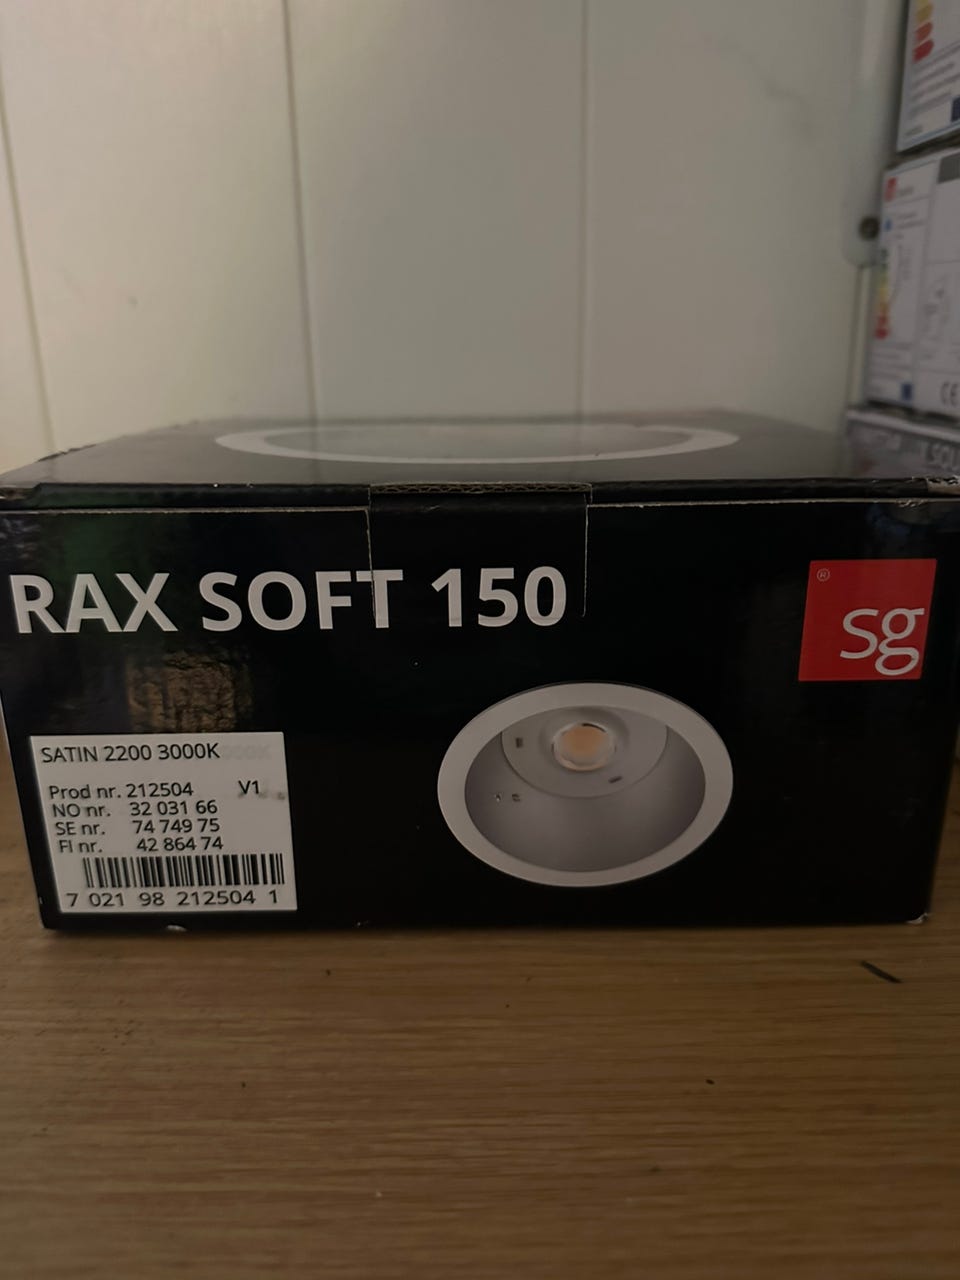 RAX SOFT 150
®
sg
SATIN 2200 3000K
Prod nr. 212504 V1
NO nr. 32 031 66
SE nr. 74 749 75
FI nr. 42 864 74
7 021 98 212504 1
CE